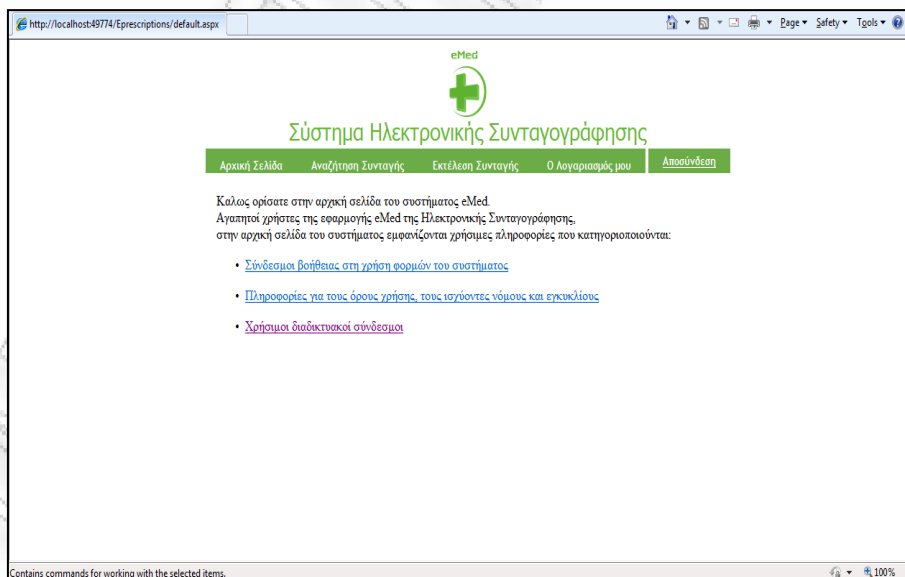 http://localhost:49774/Eprescriptions/default.aspx
Page Safety Tools
eMed
Σύστημα Ηλεκτρονικής Συνταγογράφησης
Αρχική Σελίδα Αναζήτηση Συνταγής Εκτέλεση Συνταγής Ο Λογαριασμός μου Αποσύνδεση
Καλως ορίσατε στην αρχική σελίδα του συστήματος eMed.
Αγαπητοί χρήστες της εφαρμογής eMed της Ηλεκτρονικής Συνταγογράφησης,
στην αρχική σελίδα του συστήματος εμφανίζονται χρήσιμες πληροφορίες που κατηγοριοποιούνται:
• Σύνδεσμοι βοήθειας στη χρήση φορμών του συστήματος
• Πληροφορίες για τους όρους χρήσης, τους ισχύοντες νόμους και εγκυκλίους
• Χρήσιμοι διαδικτυακοί σύνδεσμοι
Contains commands for working with the selected items. 100%